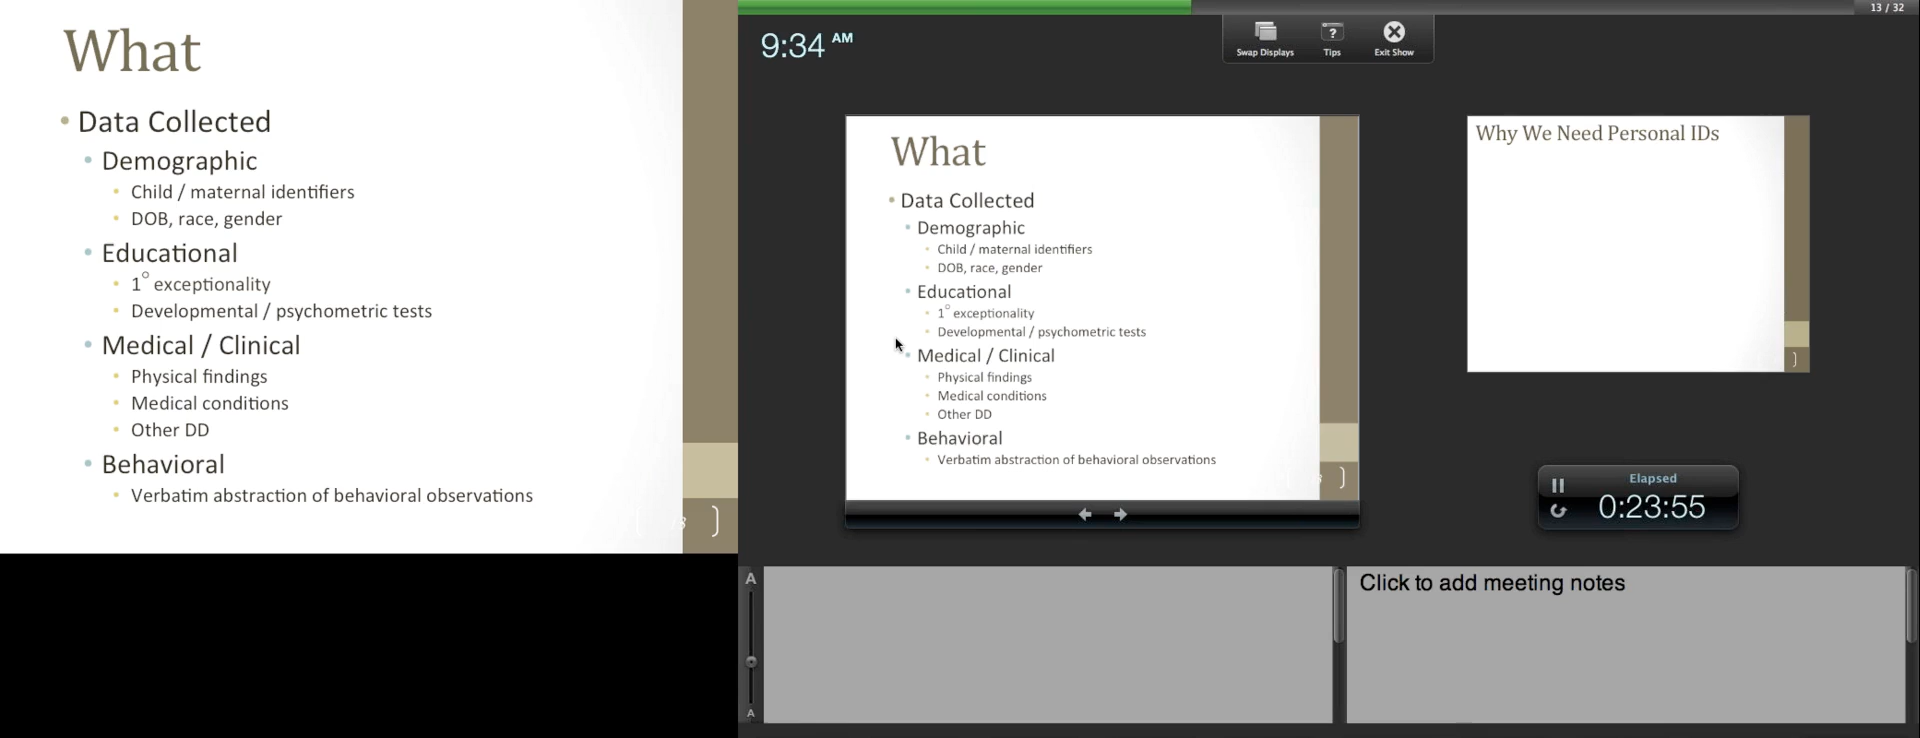 What
• Data Collected
• Demographic
• Child / maternal identifiers
• DOB, race, gender
• Educational
• 1° exceptionality
• Developmental / psychometric tests
• Medical / Clinical
• Physical findings
• Medical conditions
• Other DD
• Behavioral
• Verbatim abstraction of behavioral observations
13 / 32
9:34 AM
Swap Displays
Tips
Exit Show
What
• Data Collected
• Demographic
• Child / maternal identifiers
• DOB, race, gender
• Educational
• 1° exceptionality
• Developmental / psychometric tests
• Medical / Clinical
• Physical findings
• Medical conditions
• Other DD
• Behavioral
• Verbatim abstraction of behavioral observations
Why We Need Personal IDs
Elapsed
0:23:55
A
A
Click to add meeting notes